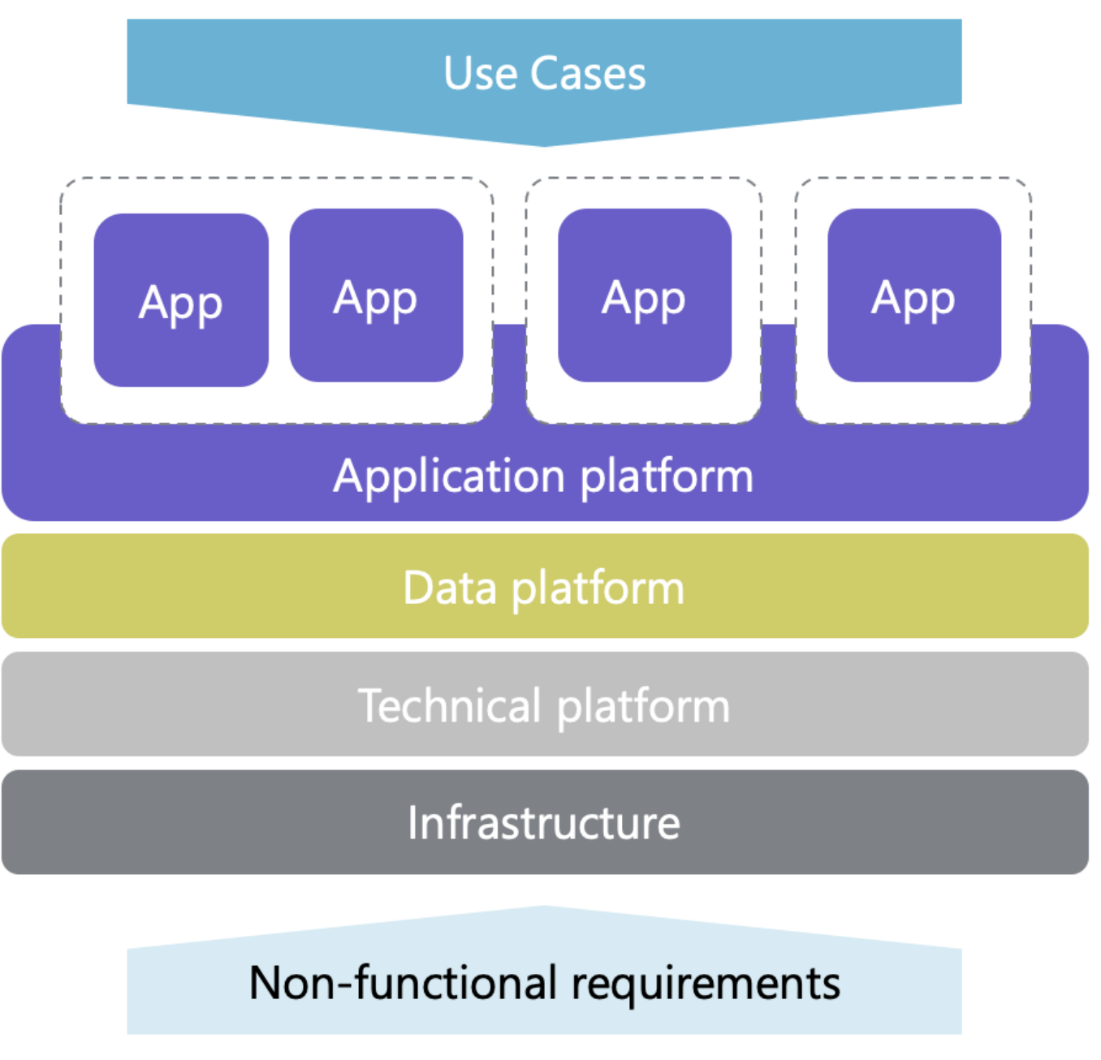 Use Cases
App
App
App
App
Application platform
Data platform
Technical platform
Infrastructure
Non-functional requirements